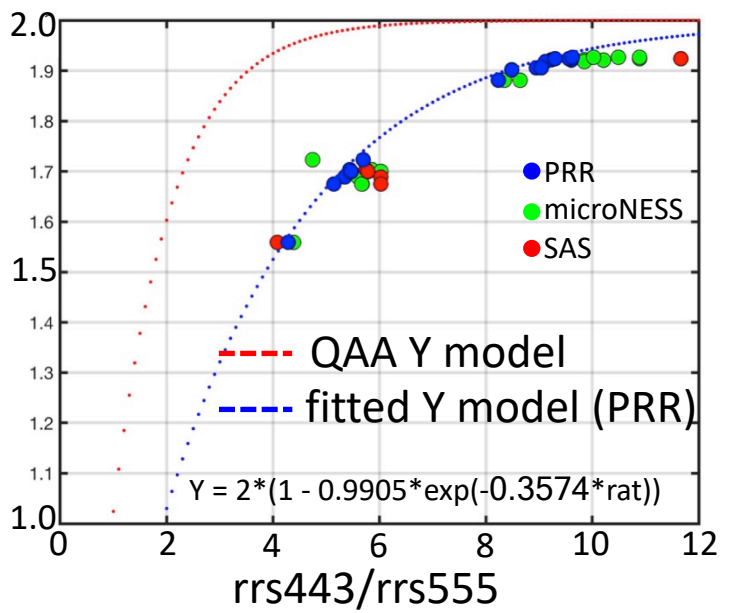 2.0
1.9
1.8
1.7
1.6
1.5
1.4
1.3
1.2
1.1
1.0
PRR
microNESS
SAS
QAA Y model
fitted Y model (PRR)
Y = 2*(1 - 0.9905*exp(-0.3574*rat))
0 2 4 6 8 10 12
rrs443/rrs555